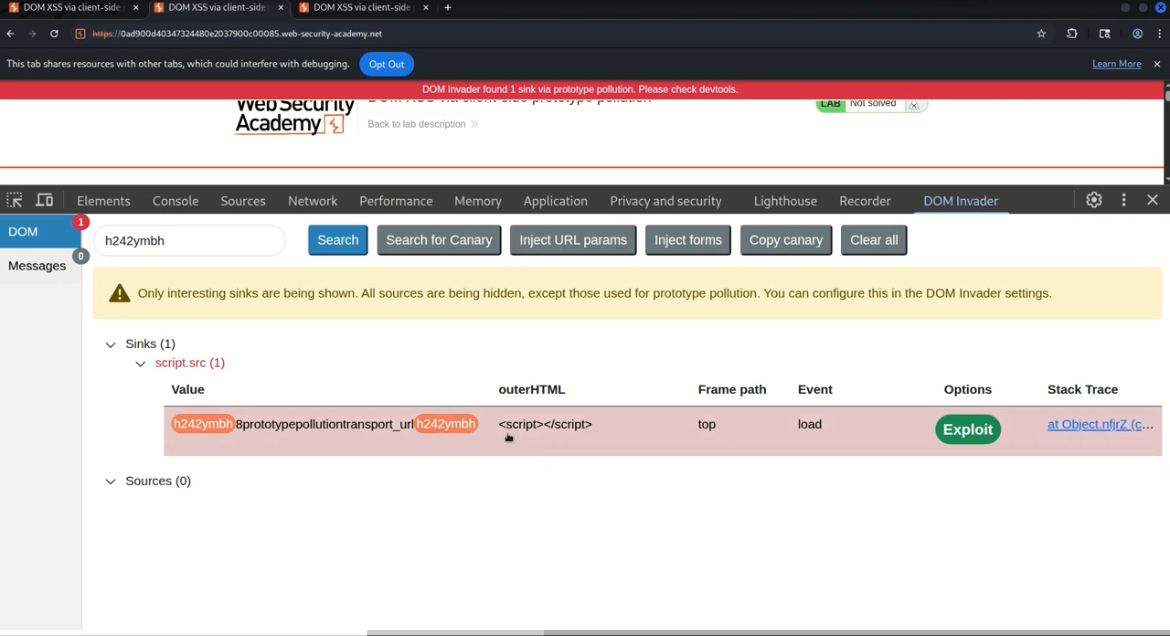 DOM XSS via client-side
DOM XSS via client-side
DOM XSS via client-side
https://0ad900d40347324480e2037900c00085.web-security-academy.net
This tab shares resources with other tabs, which could interfere with debugging. Opt Out Learn More
DOM Invader found 1 sink via prototype pollution. Please check devtools.
Web Security
Academy
DOM XSS via client-side prototype pollution
Back to lab description
LAB Not solved
Elements Console Sources Network Performance Memory Application Privacy and security Lighthouse Recorder DOM Invader
DOM 1
Messages 0
h242ymbh Search Search for Canary Inject URL params Inject forms Copy canary Clear all
Only interesting sinks are being shown. All sources are being hidden, except those used for prototype pollution. You can configure this in the DOM Invader settings.
Sinks (1)
script.src (1)
Value outerHTML Frame path Event Options Stack Trace
h242ymbh8prototypepollutiontransport_urlh242ymbh <script></script> top load Exploit at Object.nfjrZ (c...
Sources (0)